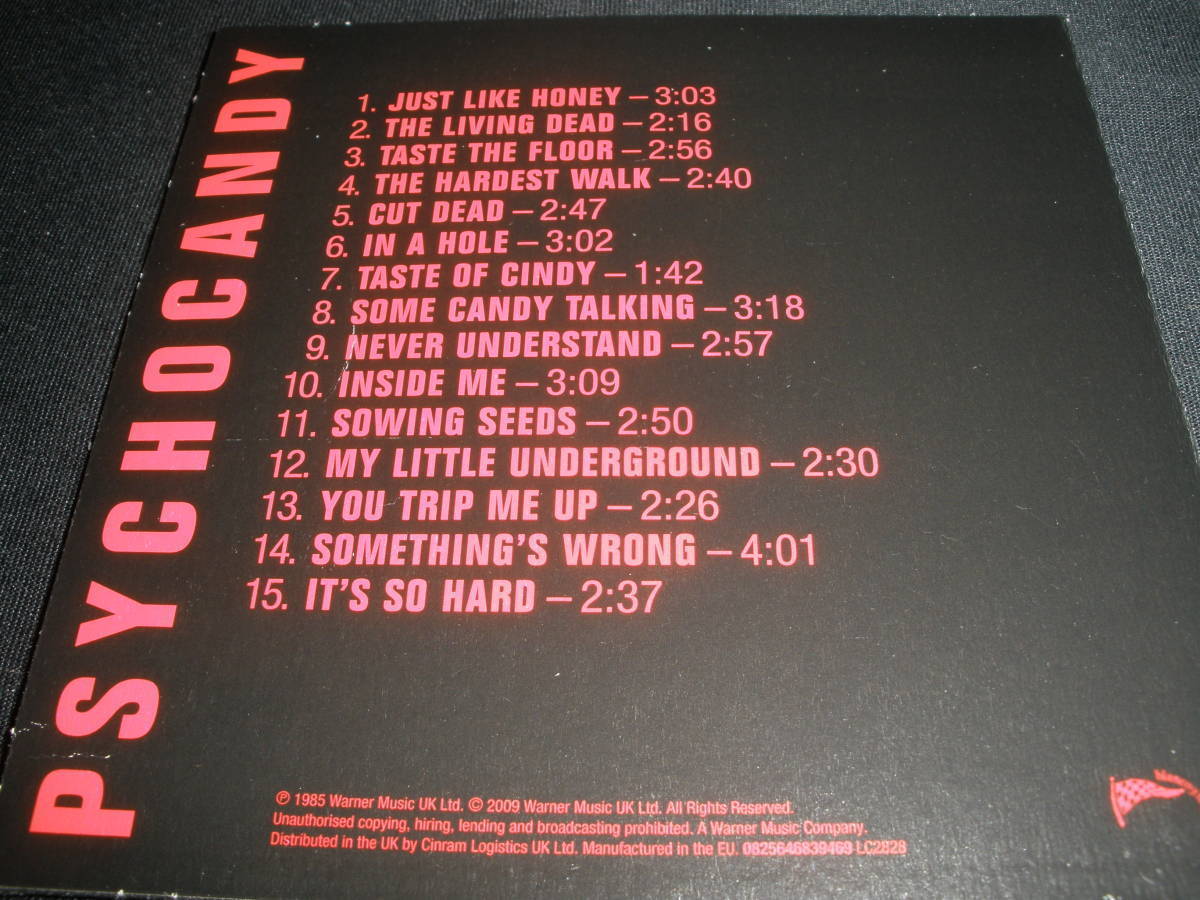 PSYCHOCANDY
1. JUST LIKE HONEY – 3:03
2. THE LIVING DEAD – 2:16
3. TASTE THE FLOOR – 2:56
4. THE HARDEST WALK – 2:40
5. CUT DEAD – 2:47
6. IN A HOLE – 3:02
7. TASTE OF CINDY – 1:42
8. SOME CANDY TALKING – 3:18
9. NEVER UNDERSTAND – 2:57
10. INSIDE ME – 3:09
11. SOWING SEEDS – 2:50
12. MY LITTLE UNDERGROUND – 2:30
13. YOU TRIP ME UP – 2:26
14. SOMETHING'S WRONG – 4:01
15. IT'S SO HARD – 2:37
℗ 1985 Warner Music UK Ltd. © 2009 Warner Music UK Ltd. All Rights Reserved.
Unauthorised copying, hiring, lending and broadcasting prohibited. A Warner Music Company.
Distributed in the UK by Cinram Logistics UK Ltd. Manufactured in the EU. 0825646839469 LC2828